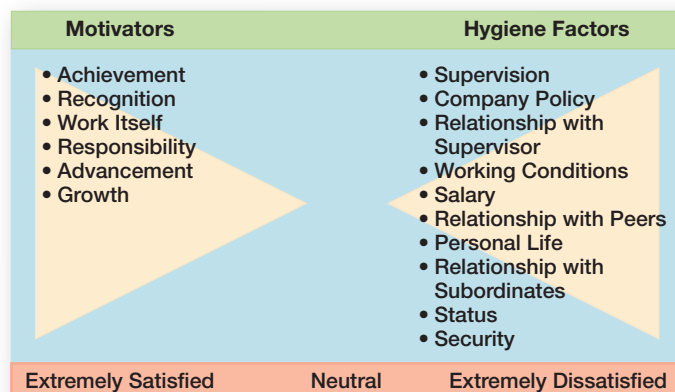 Motivators
Hygiene Factors
• Achievement
• Recognition
• Work Itself
• Responsibility
• Advancement
• Growth
• Supervision
• Company Policy
• Relationship with
Supervisor
• Working Conditions
• Salary
• Relationship with Peers
• Personal Life
• Relationship with
Subordinates
• Status
• Security
Extremely Satisfied
Neutral
Extremely Dissatisfied